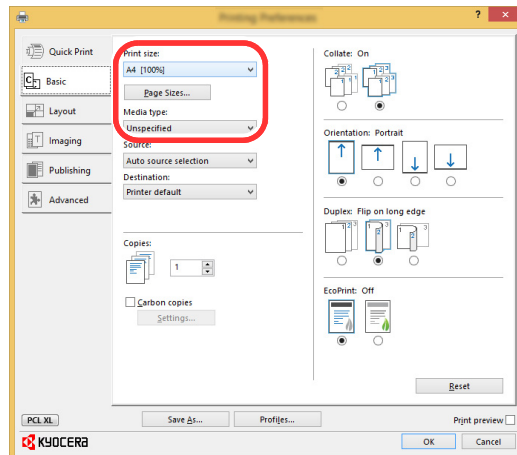 Printing Preferences
?
Quick Print
Basic
Layout
Imaging
Publishing
Advanced
Print size:
A4 [100%]
Page Sizes...
Media type:
Unspecified
Source:
Auto source selection
Destination:
Printer default
Copies:
1
Carbon copies
Settings...
Collate: On
Orientation: Portrait
Duplex: Flip on long edge
EcoPrint: Off
Reset
PCL XL
Save As...
Profiles...
Print preview
KYOCERA
OK
Cancel